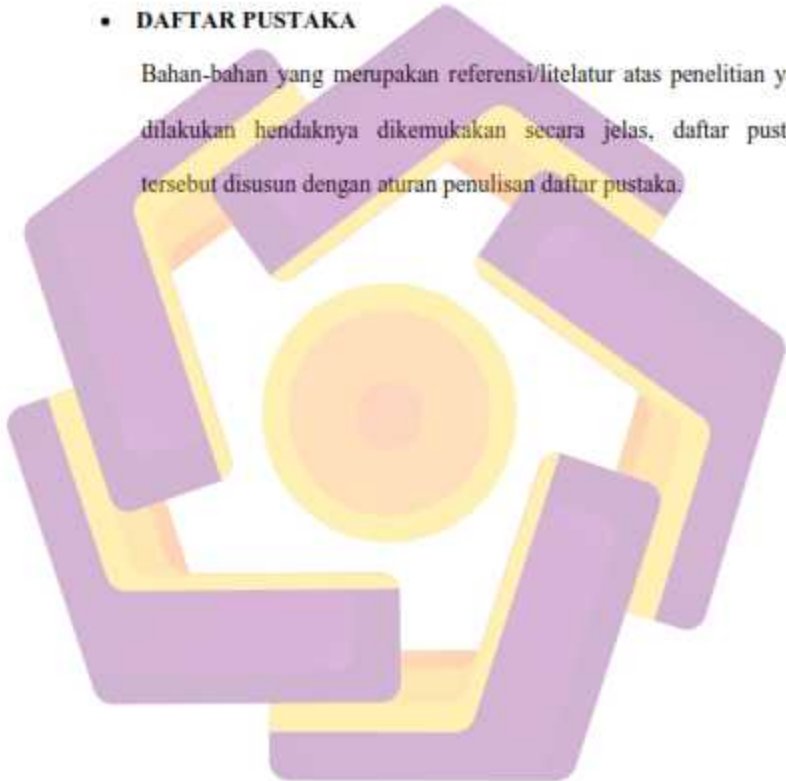 • DAFTAR PUSTAKA
Bahan-bahan yang merupakan referensi/litelatur atas penelitian y
dilakukan hendaknya dikemukakan secara jelas, daftar pust
tersebut disusun dengan aturan penulisan daftar pustaka.